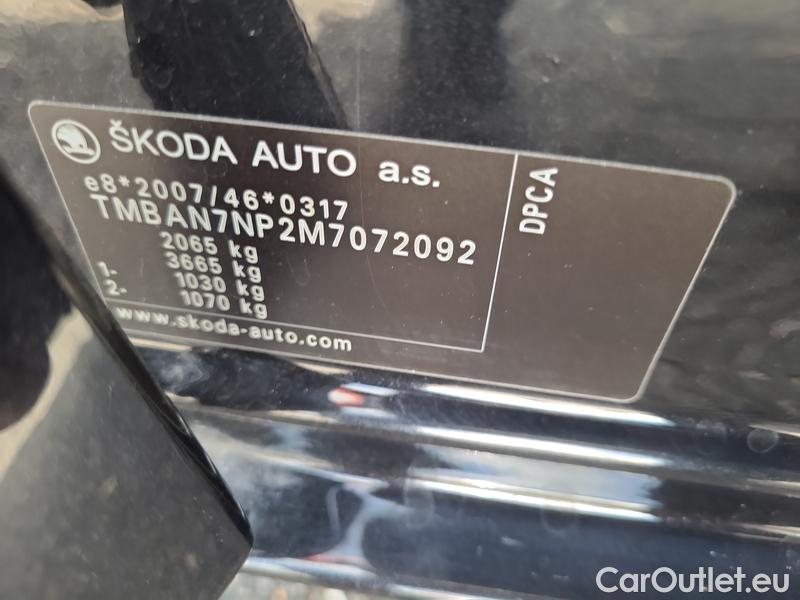 ŠKODA AUTO a.s.
e8*2007/46*0317
TMBAN7NP2M7072092
2065 kg
3665 kg
1- 1030 kg
2- 1070 kg
www.skoda-auto.com
DPCA
CarOutlet.eu